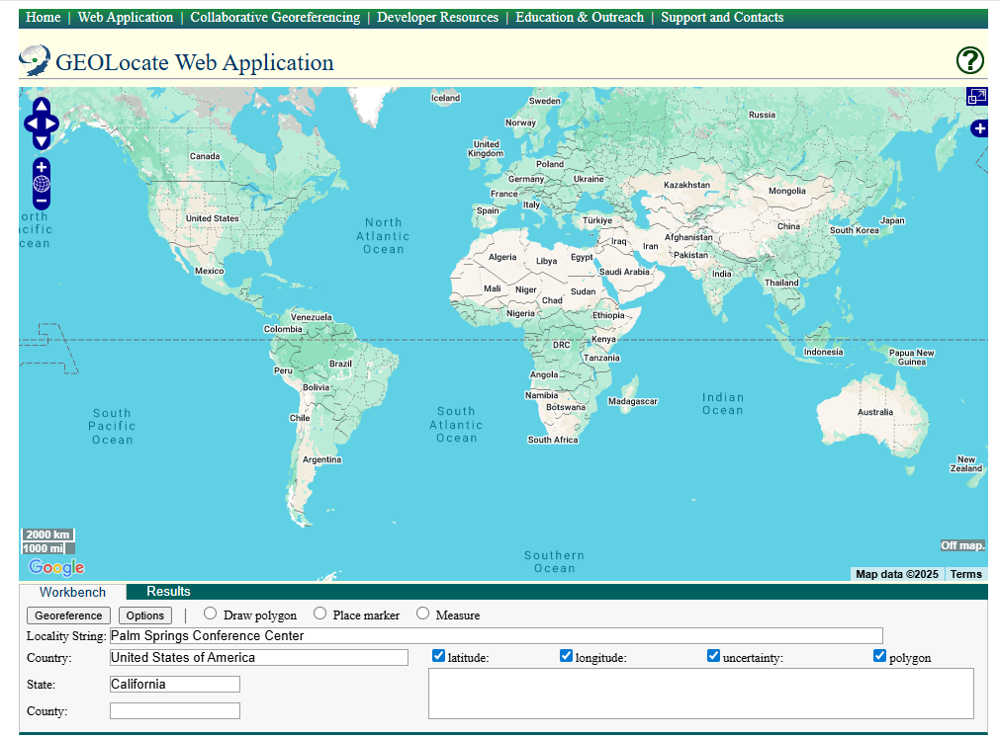 Home | Web Application | Collaborative Georeferencing | Developer Resources | Education & Outreach | Support and Contacts
GEOLocate Web Application
?
Iceland
Sweden
Russia
Norway
Canada
United
Kingdom
Poland
Germany
Ukraine
Kazakhstan
Mongolia
France
Italy
Spain
United States
orth
cific
cean
North
Atlantic
Ocean
Türkiye
China
Japan
South Korea
Iraq
Iran
Afghanistan
Pakistan
Algeria
Libya
Egypt
Saudi Arabia
India
Mexico
Thailand
Mali
Niger
Sudan
Chad
Nigeria
Ethiopia
Venezuela
Colombia
DRC
Kenya
Tanzania
Indonesia
Papua New
Guinea
Peru
Brazil
Angola
Bolivia
Namibia
Botswana
Madagascar
Indian
Ocean
South
Pacific
Ocean
Chile
South
Atlantic
Ocean
South Africa
Australia
Argentina
New
Zealand
2000 km
1000 mi
Off map.
Southern
Ocean
Google
Map data ©2025
Terms
Workbench
Results
Georeference Options | Draw polygon Place marker Measure
Locality String: Palm Springs Conference Center
Country: United States of America latitude: longitude: uncertainty: polygon
State: California
County: